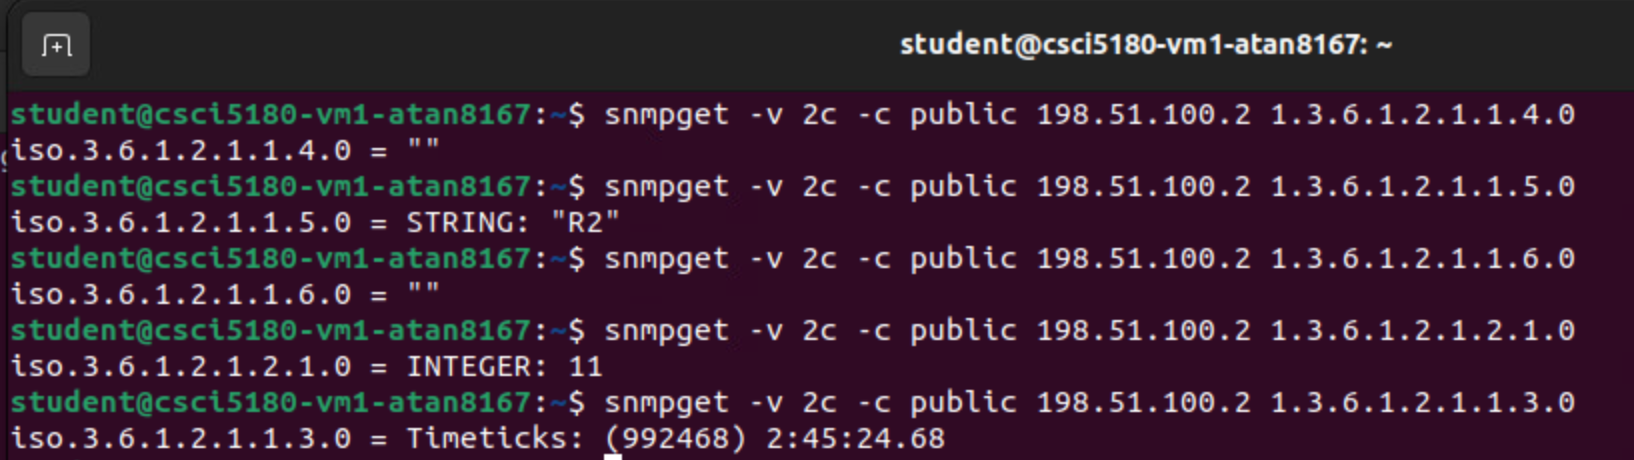 student@csci5180-vm1-atan8167: ~
student@csci5180-vm1-atan8167:~$ snmpget -v 2c -c public 198.51.100.2 1.3.6.1.2.1.1.4.0
iso.3.6.1.2.1.1.4.0 = ""
student@csci5180-vm1-atan8167:~$ snmpget -v 2c -c public 198.51.100.2 1.3.6.1.2.1.1.5.0
iso.3.6.1.2.1.1.5.0 = STRING: "R2"
student@csci5180-vm1-atan8167:~$ snmpget -v 2c -c public 198.51.100.2 1.3.6.1.2.1.1.6.0
iso.3.6.1.2.1.1.6.0 = ""
student@csci5180-vm1-atan8167:~$ snmpget -v 2c -c public 198.51.100.2 1.3.6.1.2.1.2.1.0
iso.3.6.1.2.1.2.1.0 = INTEGER: 11
student@csci5180-vm1-atan8167:~$ snmpget -v 2c -c public 198.51.100.2 1.3.6.1.2.1.1.3.0
iso.3.6.1.2.1.1.3.0 = Timeticks: (992468) 2:45:24.68